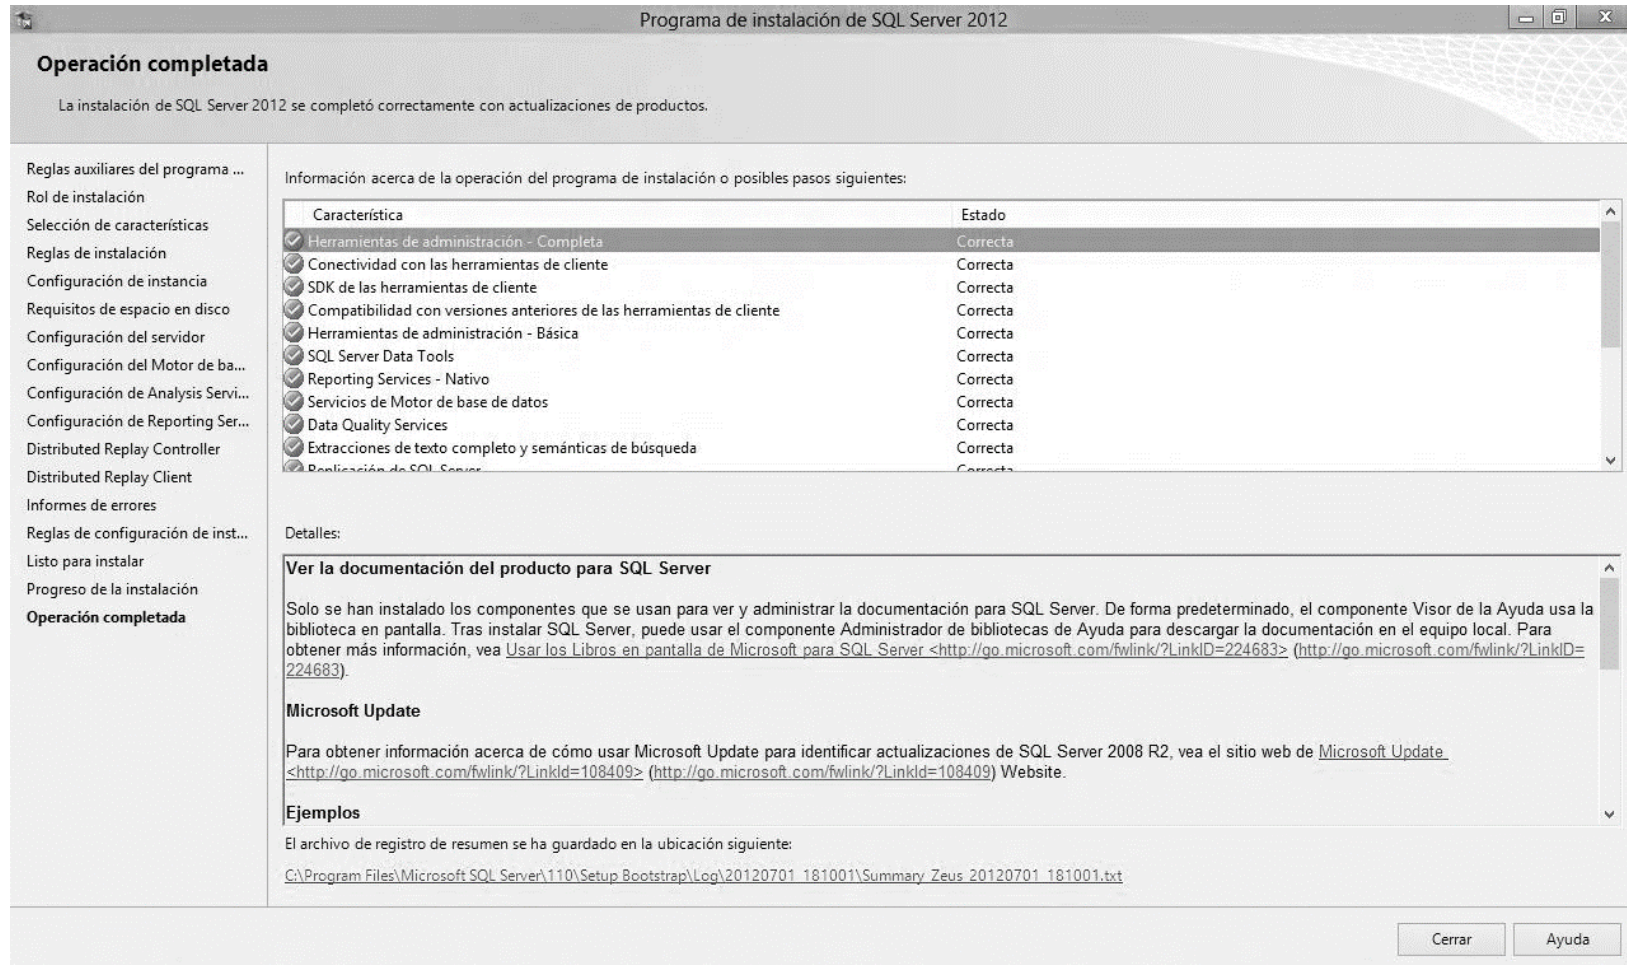 Programa de instalación de SQL Server 2012
Operación completada
La instalación de SQL Server 2012 se completó correctamente con actualizaciones de productos.
Reglas auxiliares del programa ...
Rol de instalación
Selección de características
Reglas de instalación
Configuración de instancia
Requisitos de espacio en disco
Configuración del servidor
Configuración del Motor de ba...
Configuración de Analysis Servi...
Configuración de Reporting Ser...
Distributed Replay Controller
Distributed Replay Client
Informes de errores
Reglas de configuración de inst...
Listo para instalar
Progreso de la instalación
Operación completada
Información acerca de la operación del programa de instalación o posibles pasos siguientes:
Característica Estado
Herramientas de administración - Completa Correcta
Conectividad con las herramientas de cliente Correcta
SDK de las herramientas de cliente Correcta
Compatibilidad con versiones anteriores de las herramientas de cliente Correcta
Herramientas de administración - Básica Correcta
SQL Server Data Tools Correcta
Reporting Services - Nativo Correcta
Servicios de Motor de base de datos Correcta
Data Quality Services Correcta
Extracciones de texto completo y semánticas de búsqueda Correcta
Replicación de SQL Server Correcta
Detalles:
Ver la documentación del producto para SQL Server
Solo se han instalado los componentes que se usan para ver y administrar la documentación para SQL Server. De forma predeterminado, el componente Visor de la Ayuda usa la
biblioteca en pantalla. Tras instalar SQL Server, puede usar el componente Administrador de bibliotecas de Ayuda para descargar la documentación en el equipo local. Para
obtener más información, vea Usar los Libros en pantalla de Microsoft para SQL Server <http://go.microsoft.com/fwlink/?LinkID=224683> (http://go.microsoft.com/fwlink/?LinkID=
224683).
Microsoft Update
Para obtener información acerca de cómo usar Microsoft Update para identificar actualizaciones de SQL Server 2008 R2, vea el sitio web de Microsoft Update
<http://go.microsoft.com/fwlink/?LinkId=108409> (http://go.microsoft.com/fwlink/?LinkId=108409) Website.
Ejemplos
El archivo de registro de resumen se ha guardado en la ubicación siguiente:
C:\Program Files\Microsoft SQL Server\110\Setup Bootstrap\Log\20120701_181001\Summary_Zeus_20120701_181001.txt
Cerrar Ayuda